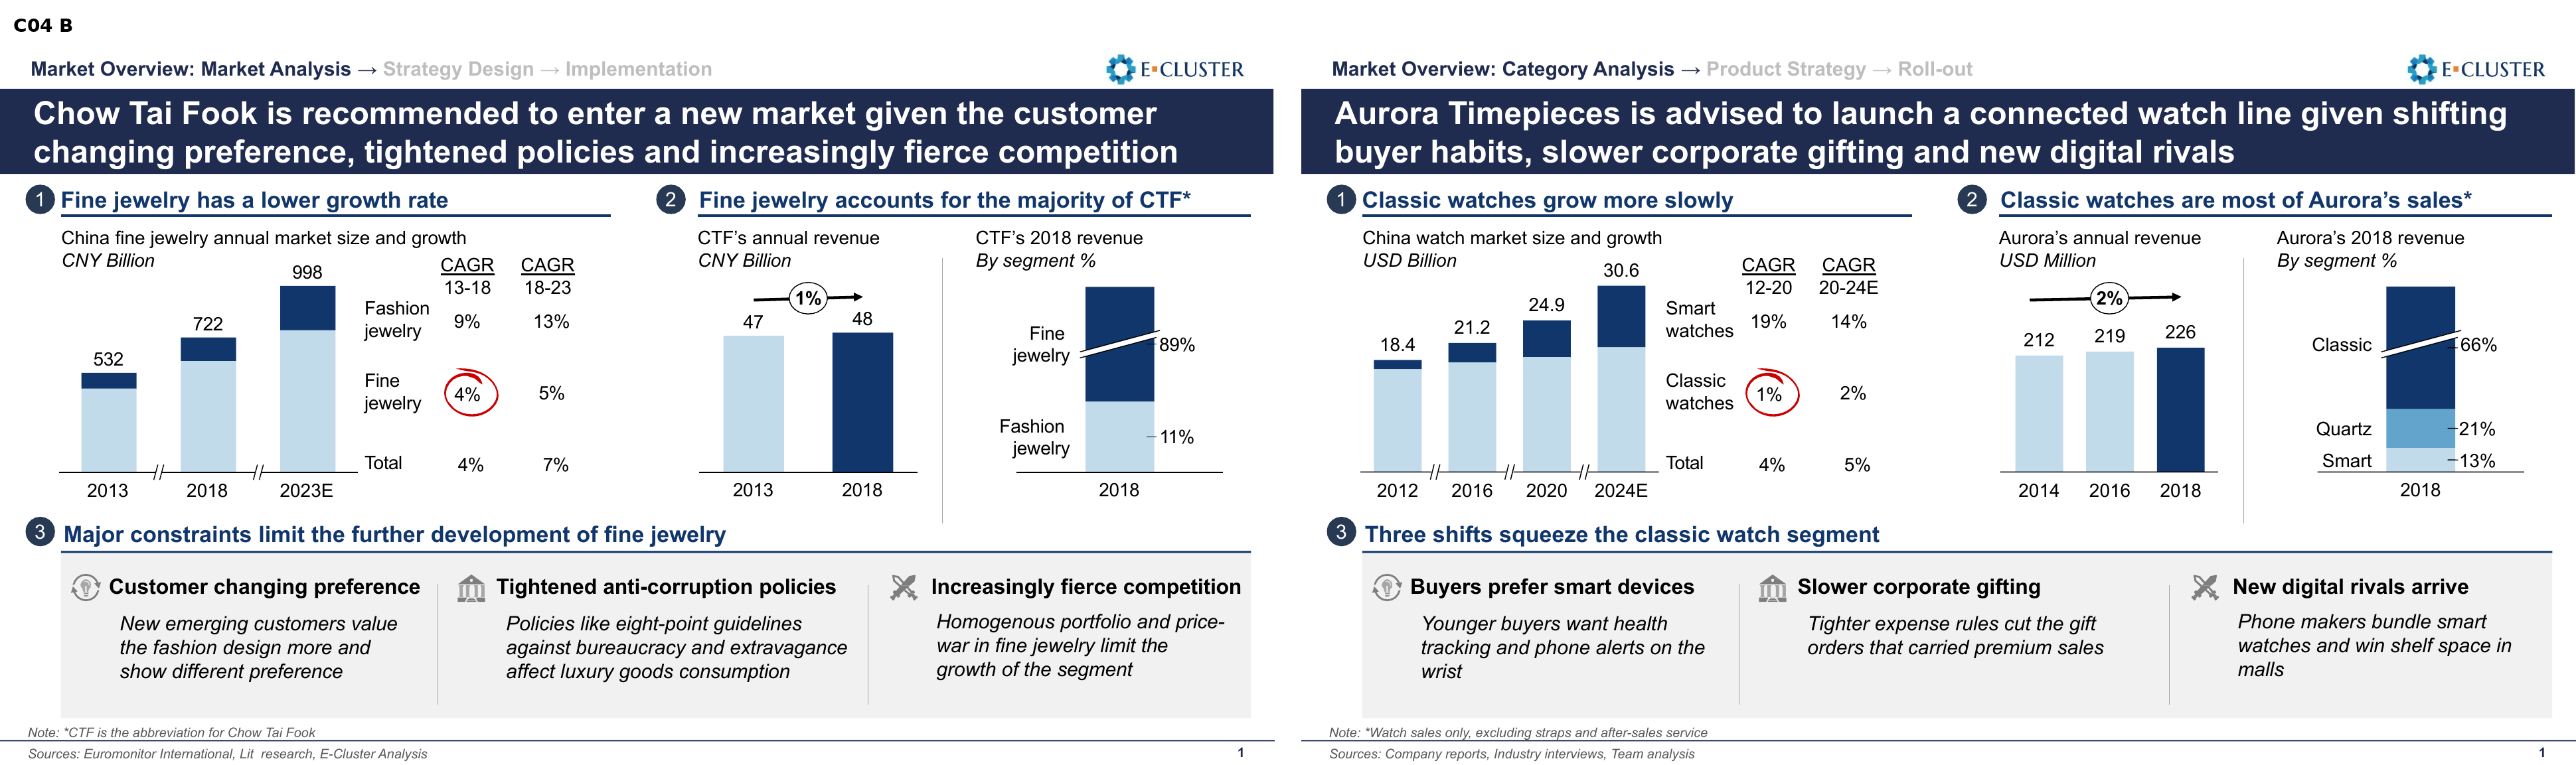 C04 B
Market Overview: Market Analysis → Strategy Design → Implementation
E-CLUSTER
Chow Tai Fook is recommended to enter a new market given the customer
changing preference, tightened policies and increasingly fierce competition
1 Fine jewelry has a lower growth rate
China fine jewelry annual market size and growth
CNY Billion
CAGR CAGR
13-18 18-23
532
722
998
Fashion
jewelry
9% 13%
Fine
jewelry
4% 5%
Total 4% 7%
2013 2018 2023E
2 Fine jewelry accounts for the majority of CTF*
CTF's annual revenue
CNY Billion
1%
47 48
2013 2018
CTF's 2018 revenue
By segment %
Fine
jewelry
89%
Fashion
jewelry
11%
2018
3 Major constraints limit the further development of fine jewelry
Customer changing preference
New emerging customers value
the fashion design more and
show different preference
Tightened anti-corruption policies
Policies like eight-point guidelines
against bureaucracy and extravagance
affect luxury goods consumption
Increasingly fierce competition
Homogenous portfolio and price-
war in fine jewelry limit the
growth of the segment
Note: *CTF is the abbreviation for Chow Tai Fook
Sources: Euromonitor International, Lit  research, E-Cluster Analysis
1
Market Overview: Category Analysis → Product Strategy → Roll-out
E-CLUSTER
Aurora Timepieces is advised to launch a connected watch line given shifting
buyer habits, slower corporate gifting and new digital rivals
1 Classic watches grow more slowly
China watch market size and growth
USD Billion
CAGR CAGR
12-20 20-24E
18.4
21.2
24.9
30.6
Smart
watches
19% 14%
Classic
watches
1% 2%
Total 4% 5%
2012 2016 2020 2024E
2 Classic watches are most of Aurora's sales*
Aurora's annual revenue
USD Million
2%
212 219 226
2014 2016 2018
Aurora's 2018 revenue
By segment %
Classic 66%
Quartz 21%
Smart 13%
2018
3 Three shifts squeeze the classic watch segment
Buyers prefer smart devices
Younger buyers want health
tracking and phone alerts on the
wrist
Slower corporate gifting
Tighter expense rules cut the gift
orders that carried premium sales
New digital rivals arrive
Phone makers bundle smart
watches and win shelf space in
malls
Note: *Watch sales only, excluding straps and after-sales service
Sources: Company reports, Industry interviews, Team analysis
1